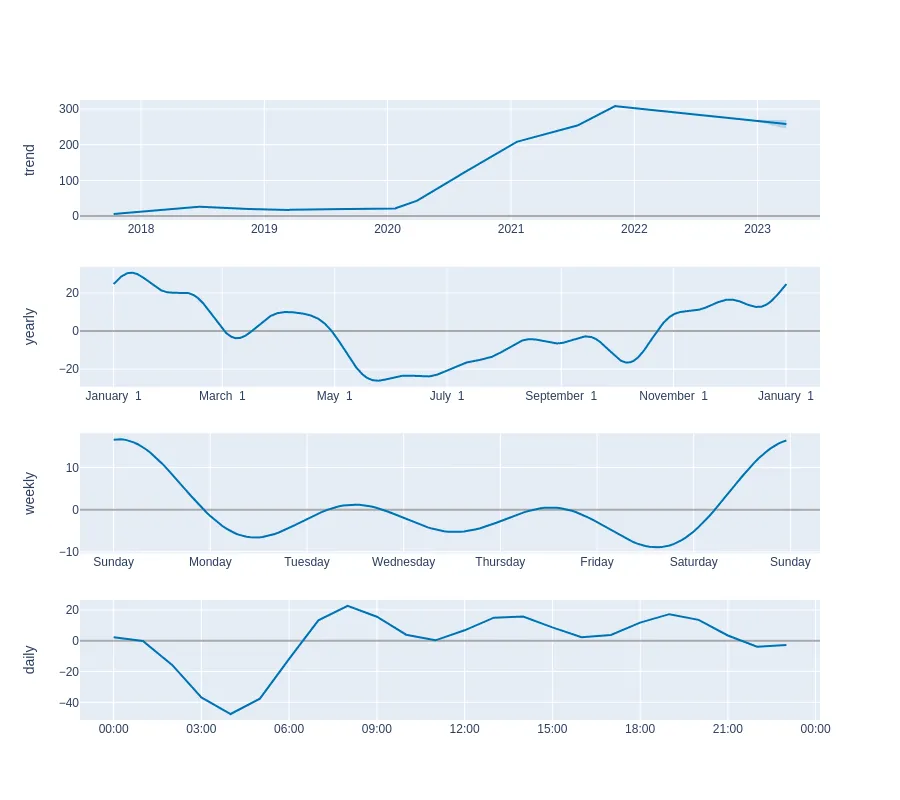 trend
300
200
100
0
2018 2019 2020 2021 2022 2023
yearly
20
0
−20
January 1 March 1 May 1 July 1 September 1 November 1 January 1
weekly
10
0
−10
Sunday Monday Tuesday Wednesday Thursday Friday Saturday Sunday
daily
20
0
−20
−40
00:00 03:00 06:00 09:00 12:00 15:00 18:00 21:00 00:00